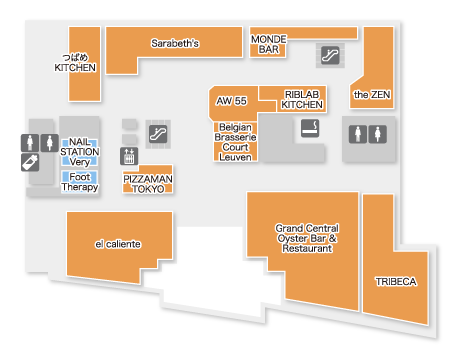 つばめ
KITCHEN
Sarabeth's
MONDE
BAR
the ZEN
AW 55
RIBLAB
KITCHEN
Belgian
Brasserie
Court
Leuven
NAIL
STATION
Very
Foot
Therapy
PIZZAMAN
TOKYO
el caliente
Grand Central
Oyster Bar &
Restaurant
TRIBECA